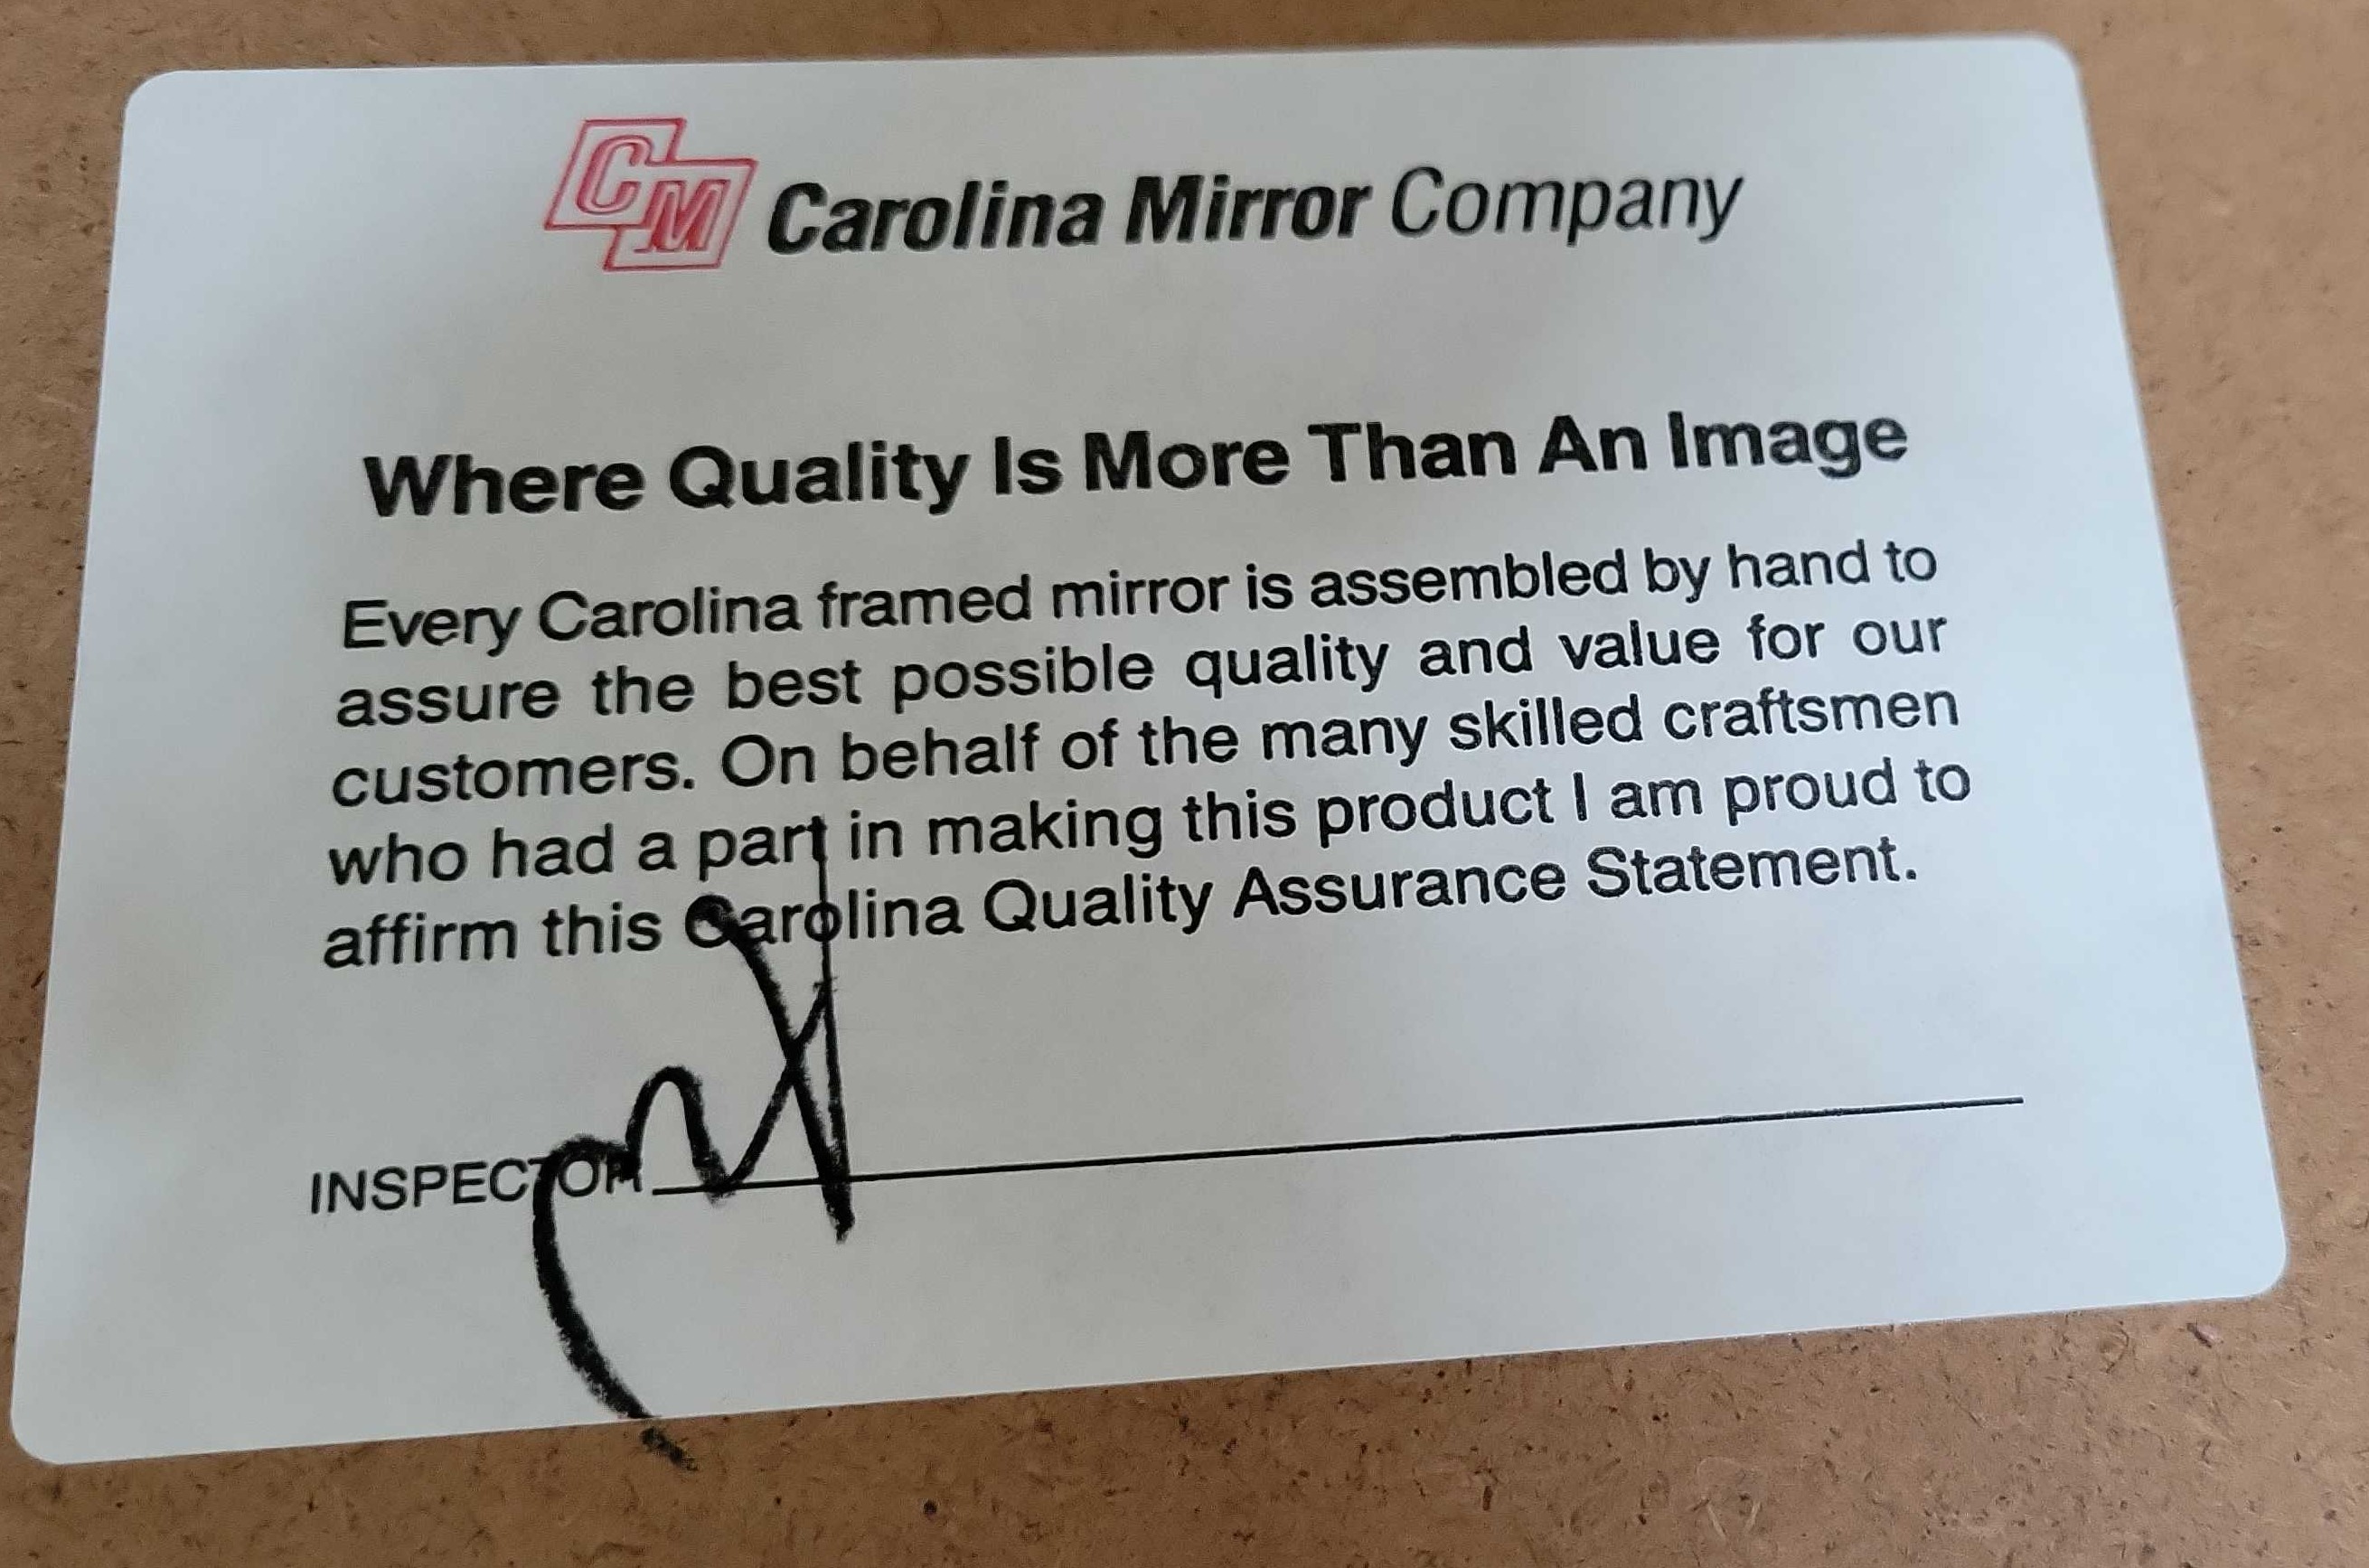 CM Carolina Mirror Company
Where Quality Is More Than An Image
Every Carolina framed mirror is assembled by hand to
assure the best possible quality and value for our
customers. On behalf of the many skilled craftsmen
who had a part in making this product I am proud to
affirm this Carolina Quality Assurance Statement.
INSPECTOR